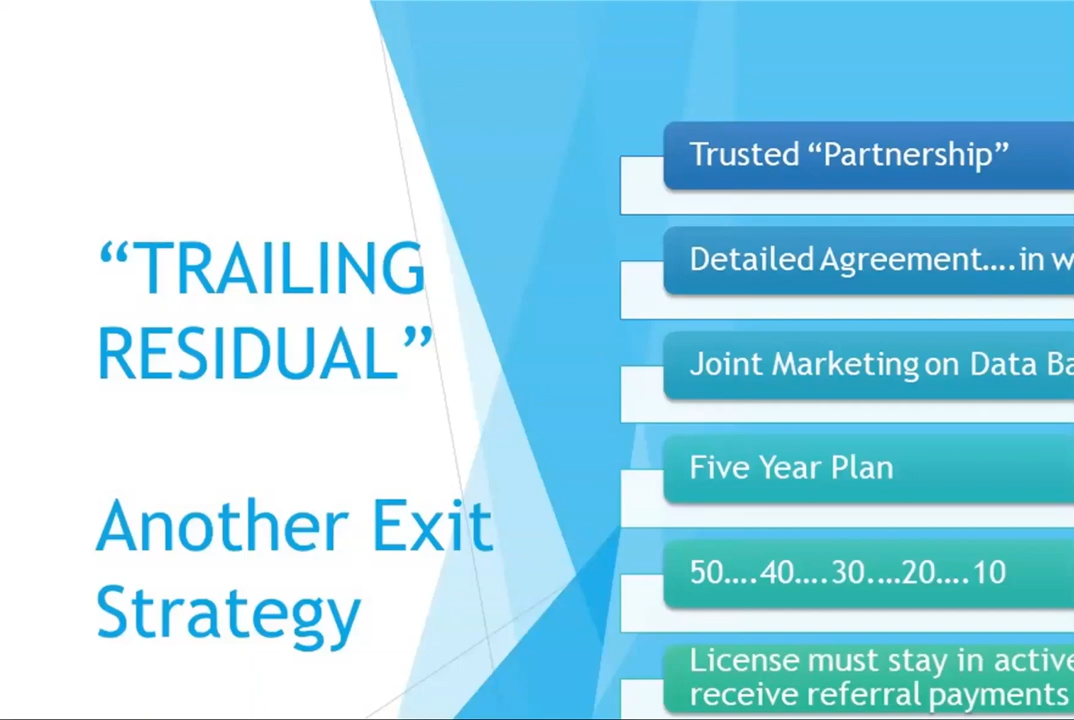 “TRAILING
RESIDUAL”
Another Exit
Strategy
Trusted “Partnership”
Detailed Agreement....in
Joint Marketing on Data
Five Year Plan
50....40....30....20....10
License must stay in
receive referral payments